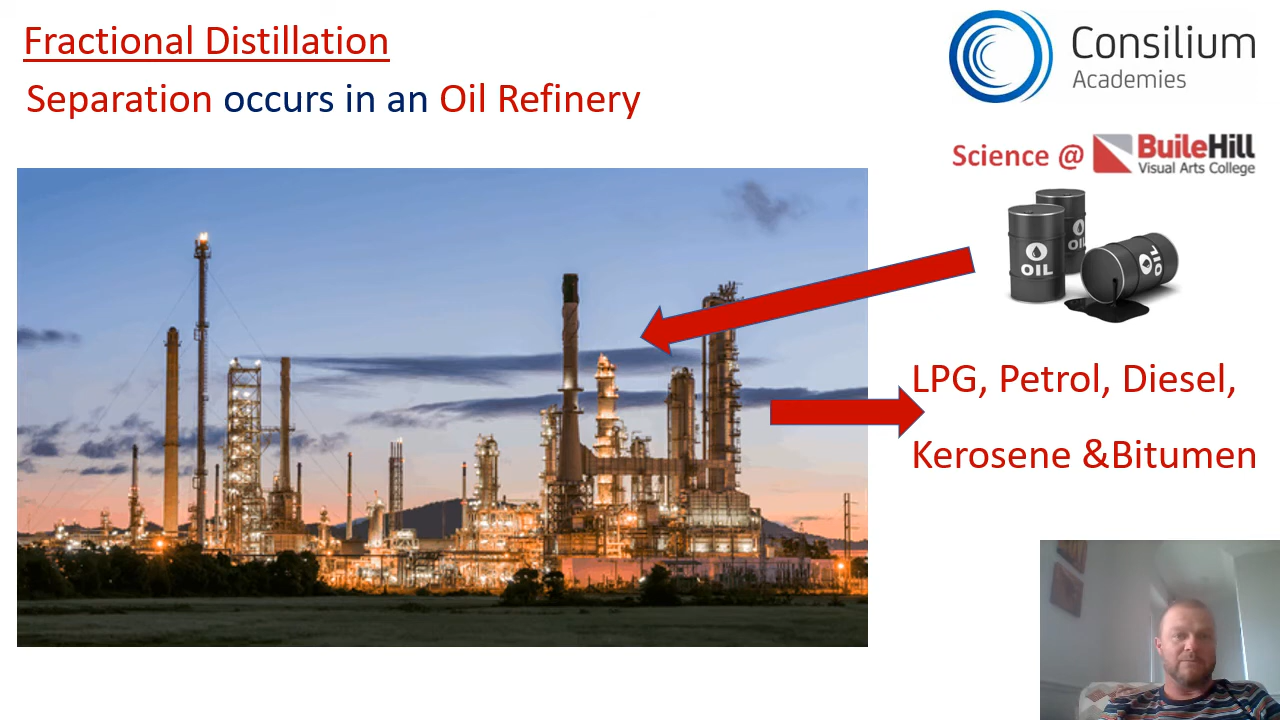 Fractional Distillation
Separation occurs in an Oil Refinery
Consilium
Academies
Science @ BuileHill
Visual Arts College
OIL
OIL
OIL
LPG, Petrol, Diesel,
Kerosene &Bitumen